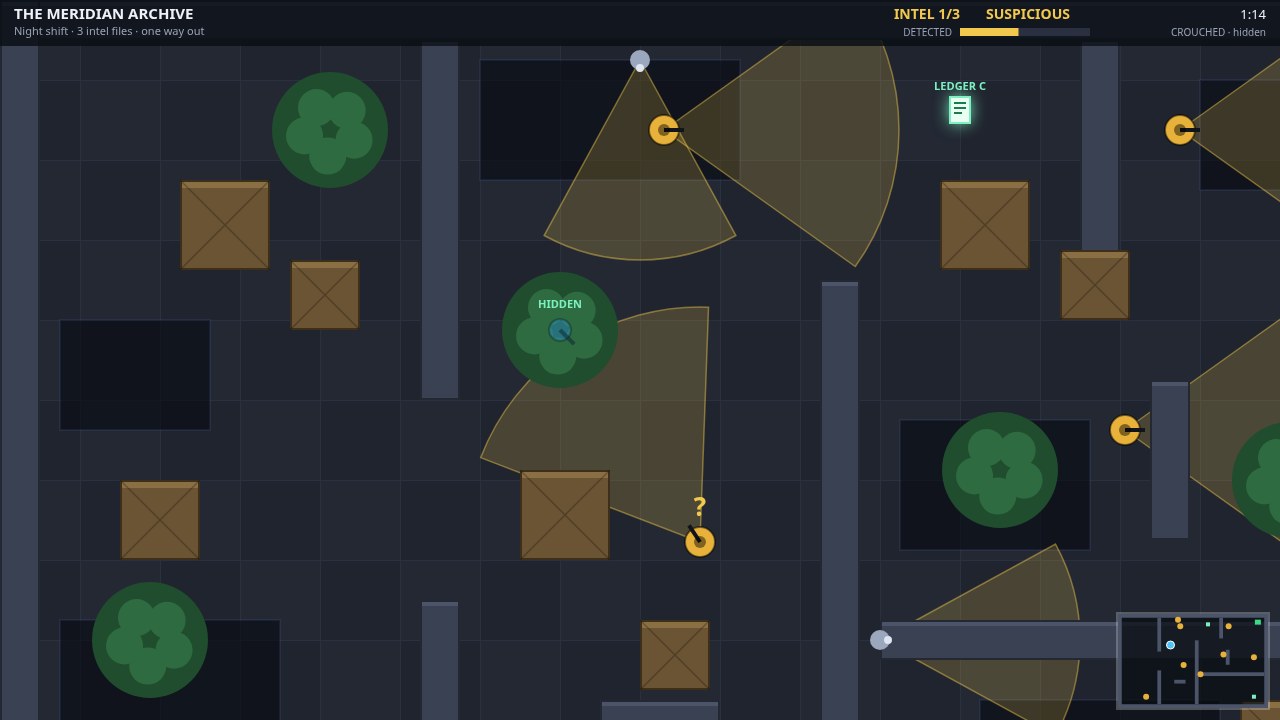 THE MERIDIAN ARCHIVE
Night shift · 3 intel files · one way out
INTEL 1/3 SUSPICIOUS
DETECTED
1:14
CROUCHED · hidden
LEDGER C
HIDDEN
?